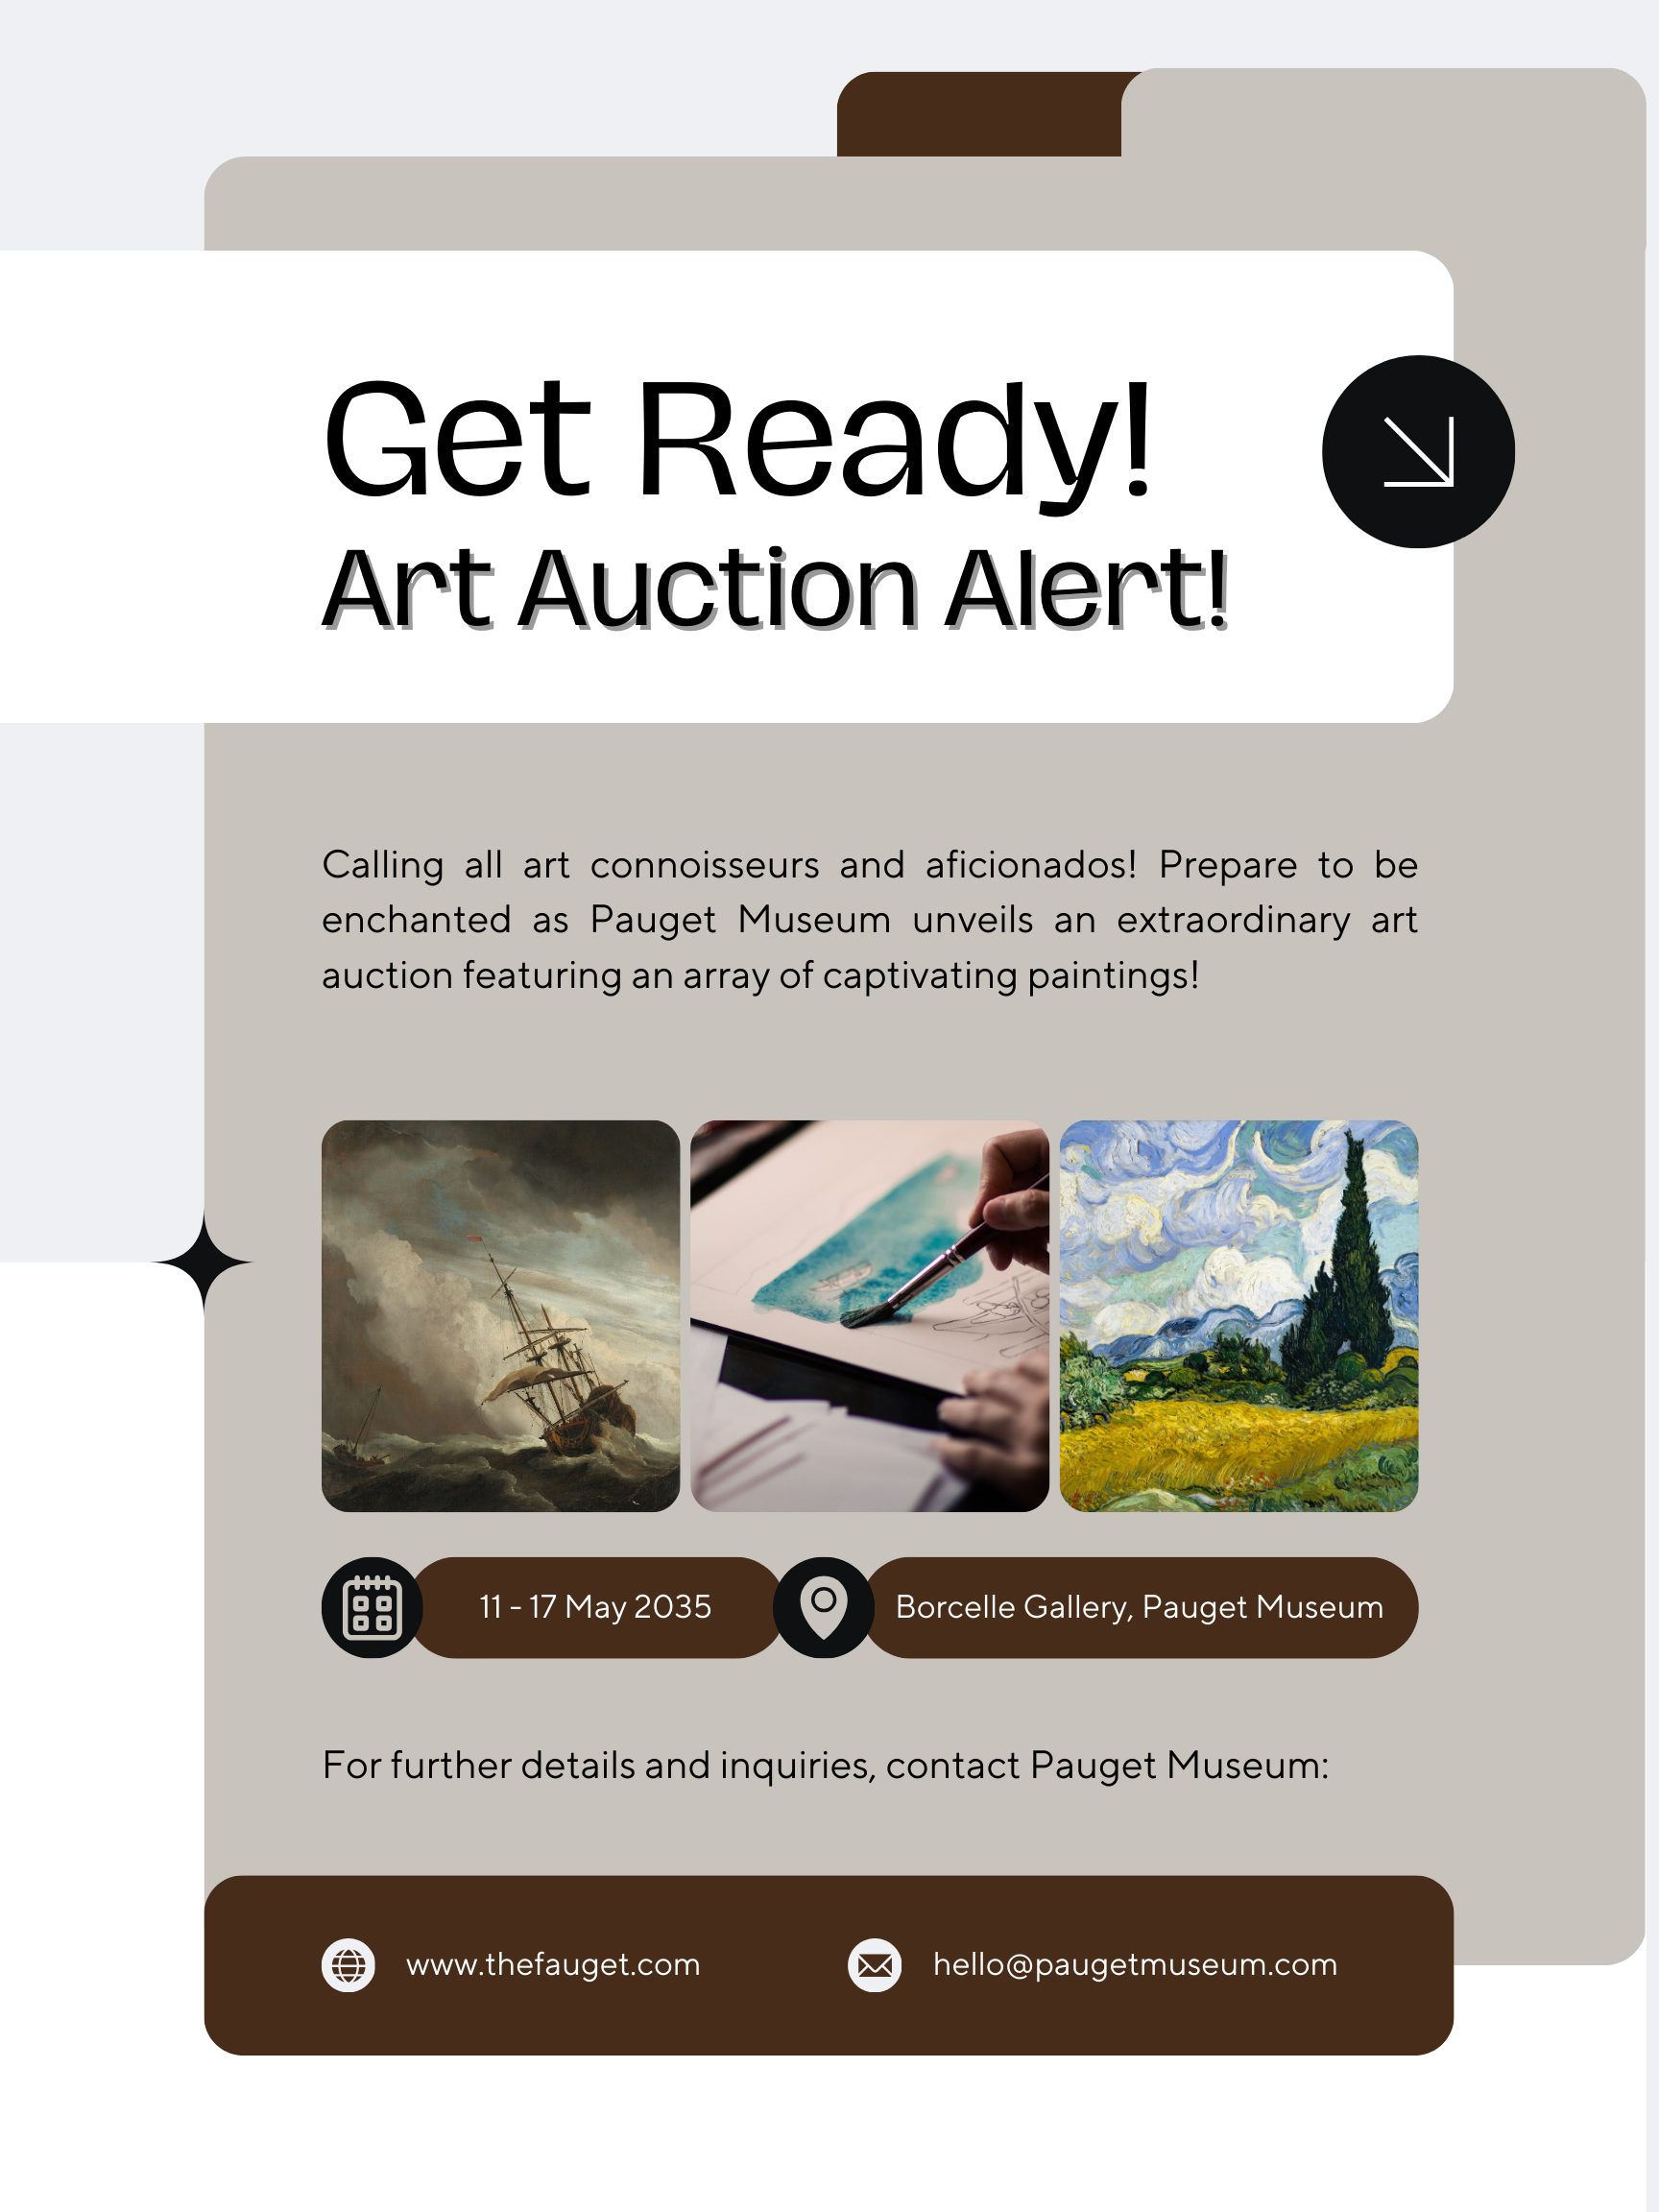 Get Ready!
Art Auction Alert!
Calling all art connoisseurs and aficionados! Prepare to be
enchanted as Pauget Museum unveils an extraordinary art
auction featuring an array of captivating paintings!
11 - 17 May 2035
Borcelle Gallery, Pauget Museum
For further details and inquiries, contact Pauget Museum:
www.thefauget.com
hello@paugetmuseum.com